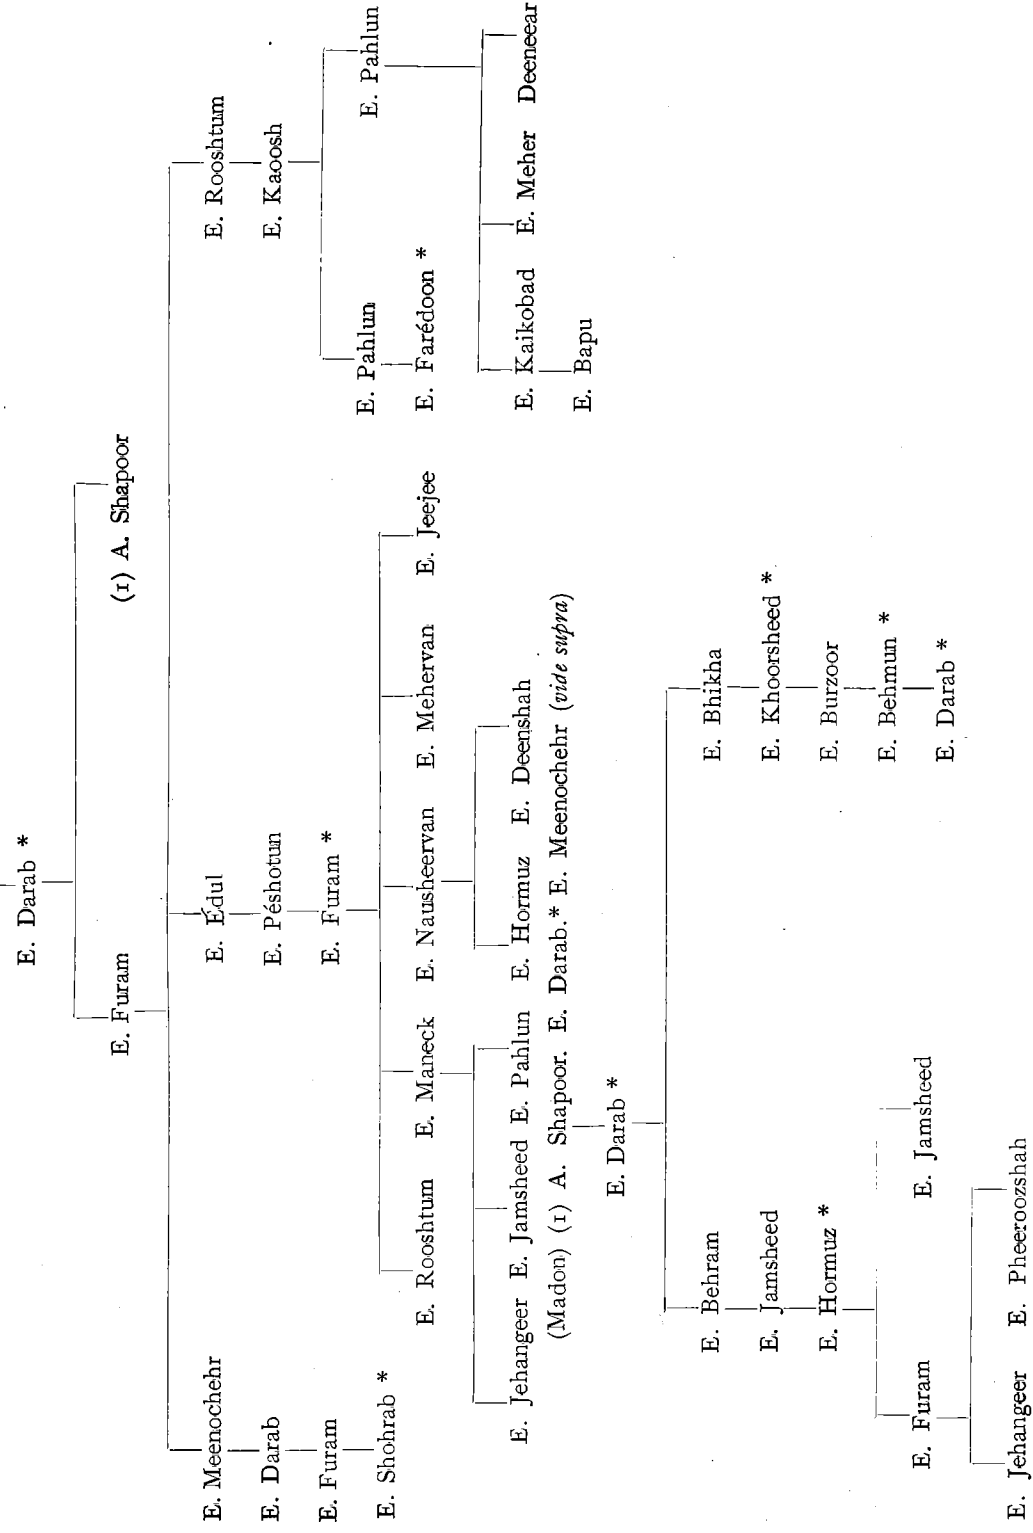 E. Darab *
E. Furam (1) A. Shapoor
E. Meenochehr E. Édul E. Rooshtum
E. Darab E. Péshotun E. Kaoosh
E. Furam E. Furam *
E. Pahlun E. Pahlun
E. Shohrab *
E. Rooshtum E. Maneck E. Nausheervan E. Mehervan E. Jeejee E. Farédoon *
E. Jehangeer E. Jamsheed E. Pahlun E. Hormuz E. Deenshah E. Kaikobad E. Meher Deeneear
(Madon) (1) A. Shapoor. E. Darab.* E. Meenochehr (vide supra)
E. Bapu
E. Darab *
E. Behram E. Bhikha
E. Jamsheed E. Khoorsheed *
E. Hormuz * E. Burzoor
E. Behmun *
E. Furam E. Jamsheed
E. Darab *
E. Jehangeer E. Pheeroozshah